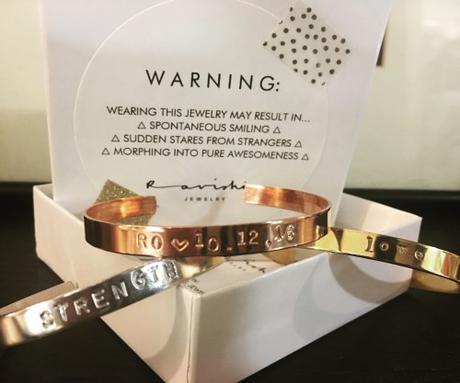 WARNING:
WEARING THIS JEWELRY MAY RESULT IN...
△ SPONTANEOUS SMILING △
△ SUDDEN STARES FROM STRANGERS △
△ MORPHING INTO PURE AWESOMENESS △
Ravishi
JEWELRY
RO ♥ 10.12.16
love
STRENGTH